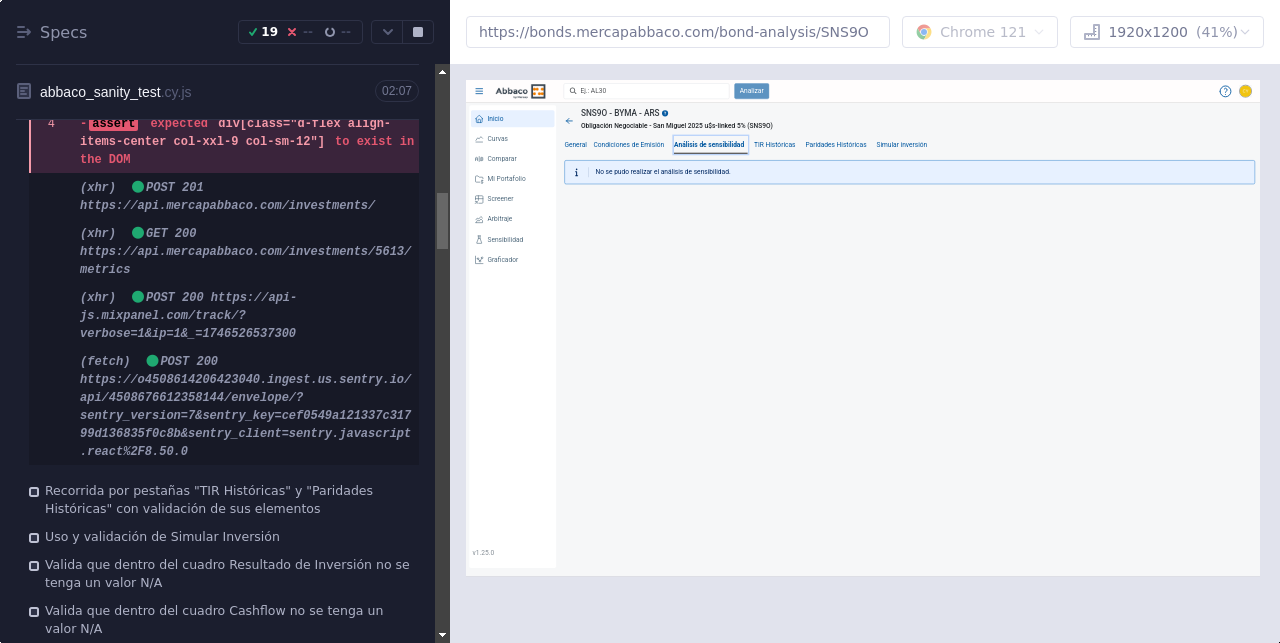 Specs
19
--
--
abbaco_sanity_test.cy.js
02:07
4
-assert expected div[class="d-flex align-
items-center col-xxl-9 col-sm-12"] to exist in
the DOM
(xhr) POST 201
https://api.mercapabbaco.com/investments/
(xhr) GET 200
https://api.mercapabbaco.com/investments/5613/
metrics
(xhr) POST 200 https://api-
js.mixpanel.com/track/?
verbose=1&ip=1&_=1746526537300
(fetch) POST 200
https://o4508614206423040.ingest.us.sentry.io/
api/4508676612358144/envelope/?
sentry_version=7&sentry_key=cef0549a121337c317
99d136835f0c8b&sentry_client=sentry.javascript
.react%2F8.50.0
Recorrida por pestañas "TIR Históricas" y "Paridades
Históricas" con validación de sus elementos
Uso y validación de Simular Inversión
Valida que dentro del cuadro Resultado de Inversión no se
tenga un valor N/A
Valida que dentro del cuadro Cashflow no se tenga un
valor N/A
https://bonds.mercapabbaco.com/bond-analysis/SNS9O
Chrome 121
1920x1200 (41%)
Abbaco
Ej.: AL30
Analizar
Inicio
Curvas
Comparar
Mi Portafolio
Screener
Arbitraje
Sensibilidad
Graficador
v1.25.0
SNS9O - BYMA - ARS
Obligación Negociable - San Miguel 2025 u$s-linked 5% (SNS9O)
General
Condiciones de Emisión
Análisis de sensibilidad
TIR Históricas
Paridades Históricas
Simular inversión
No se pudo realizar el análisis de sensibilidad.